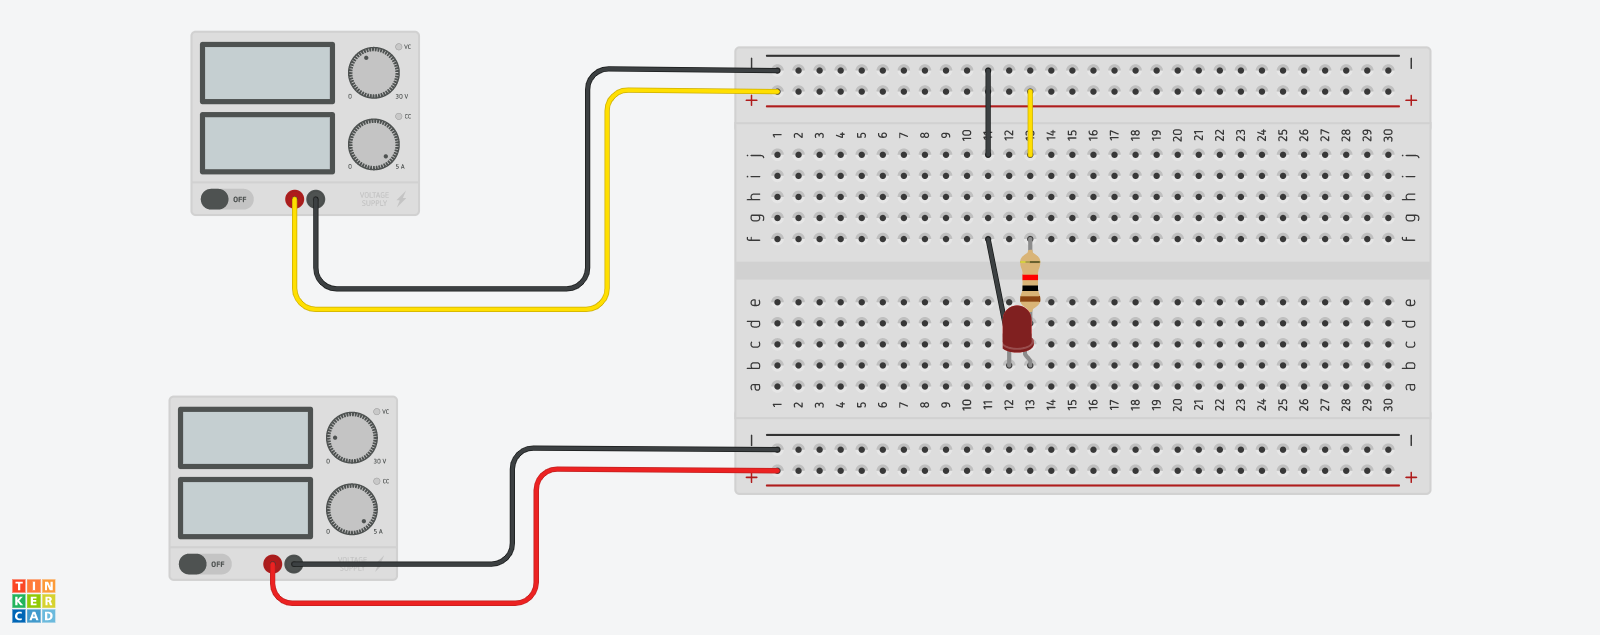 VC
0 30 V
CC
0 5 A
OFF
VOLTAGE
SUPPLY
VC
0 30 V
CC
0 5 A
OFF
VOLTAGE
SUPPLY
− −
+ +
1 2 3 4 5 6 7 8 9 10 11 12 13 14 15 16 17 18 19 20 21 22 23 24 25 26 27 28 29 30
j j
i i
h h
g g
f f
e e
d d
c c
b b
a a
1 2 3 4 5 6 7 8 9 10 11 12 13 14 15 16 17 18 19 20 21 22 23 24 25 26 27 28 29 30
− −
+ +
TIN
KER
CAD